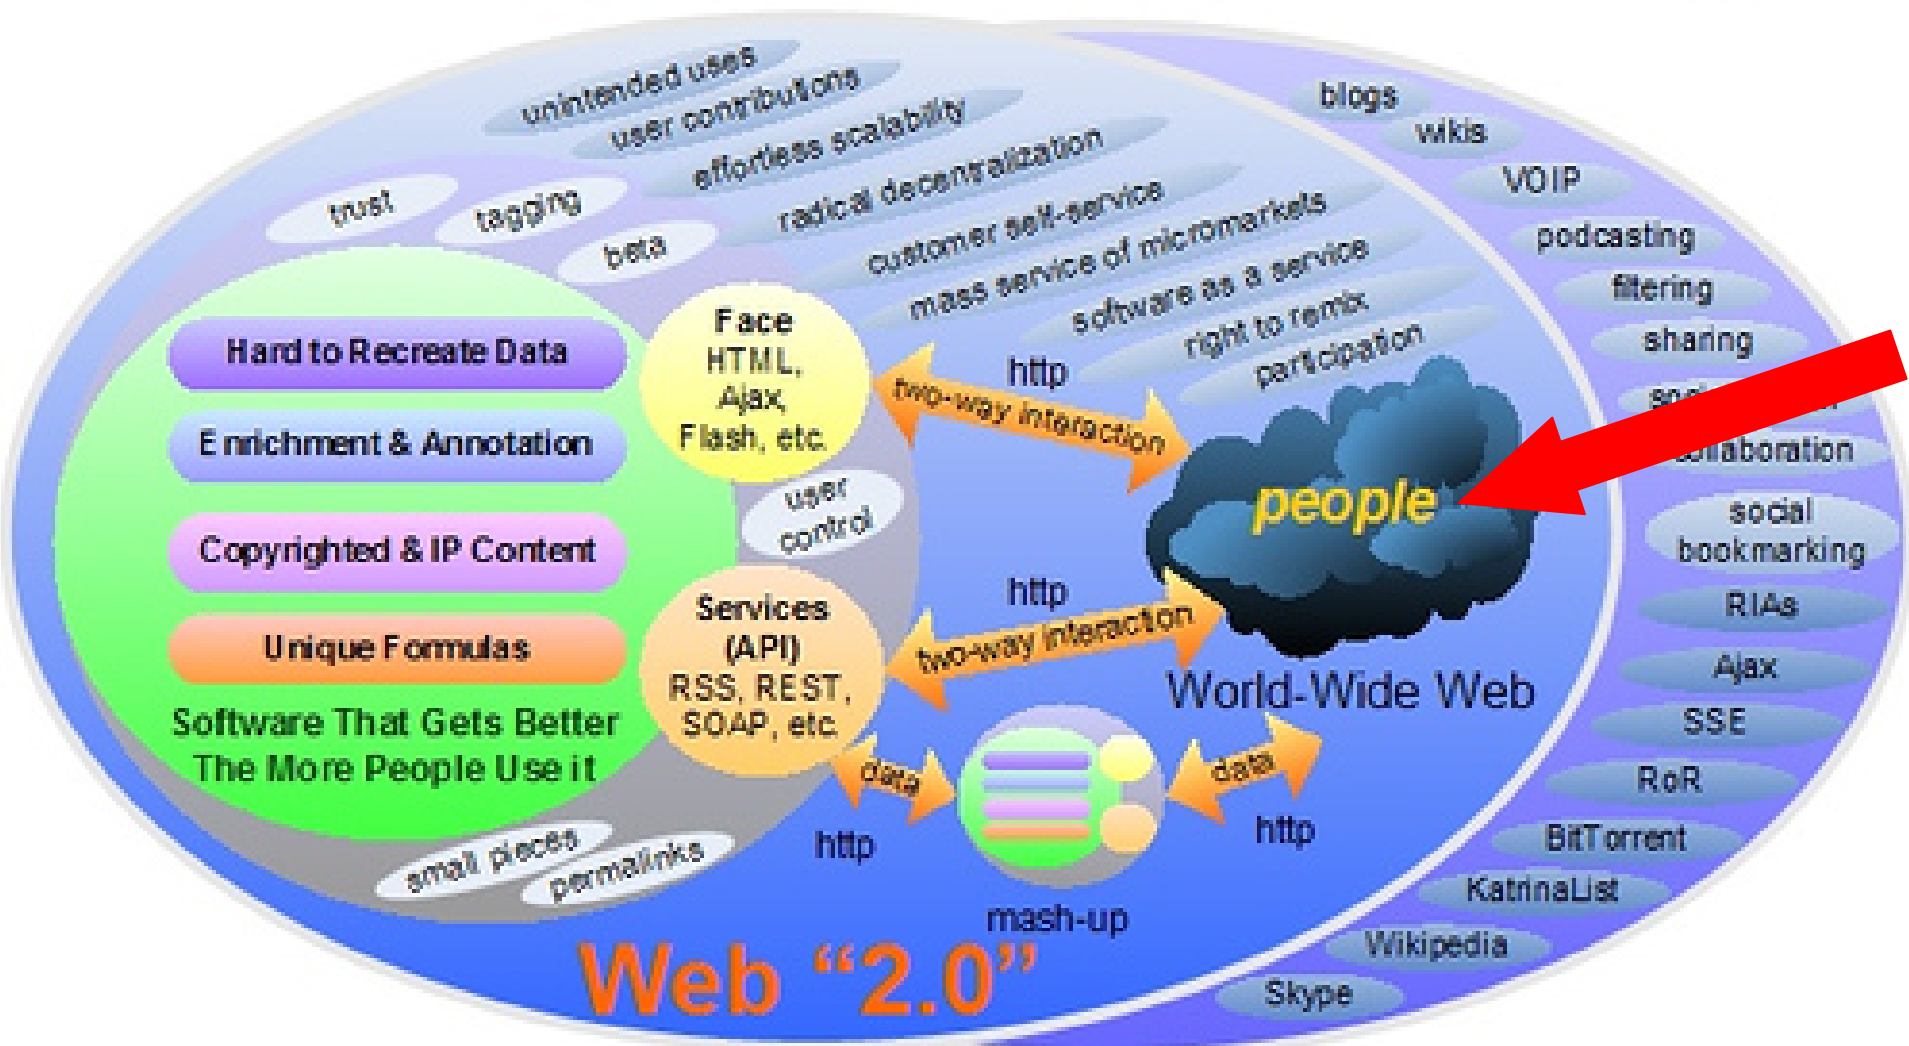 unintended uses
user contributions
effortless scalability
radical decentralization
customer self-service
mass service of micromarkets
software as a service
right to remix
participation
trust
tagging
beta
Hard to Recreate Data
Enrichment & Annotation
Copyrighted & IP Content
Unique Formulas
Software That Gets Better
The More People Use it
Face
HTML,
Ajax,
Flash, etc.
user
control
Services
(API)
RSS, REST,
SOAP, etc.
small pieces
permalinks
http
two-way interaction
http
two-way interaction
people
World-Wide Web
data
http
data
http
mash-up
Web “2.0”
blogs
wikis
VOIP
podcasting
filtering
sharing
social
bookmarking
RIAs
Ajax
SSE
RoR
BitTorrent
KatrinaList
Wikipedia
Skype